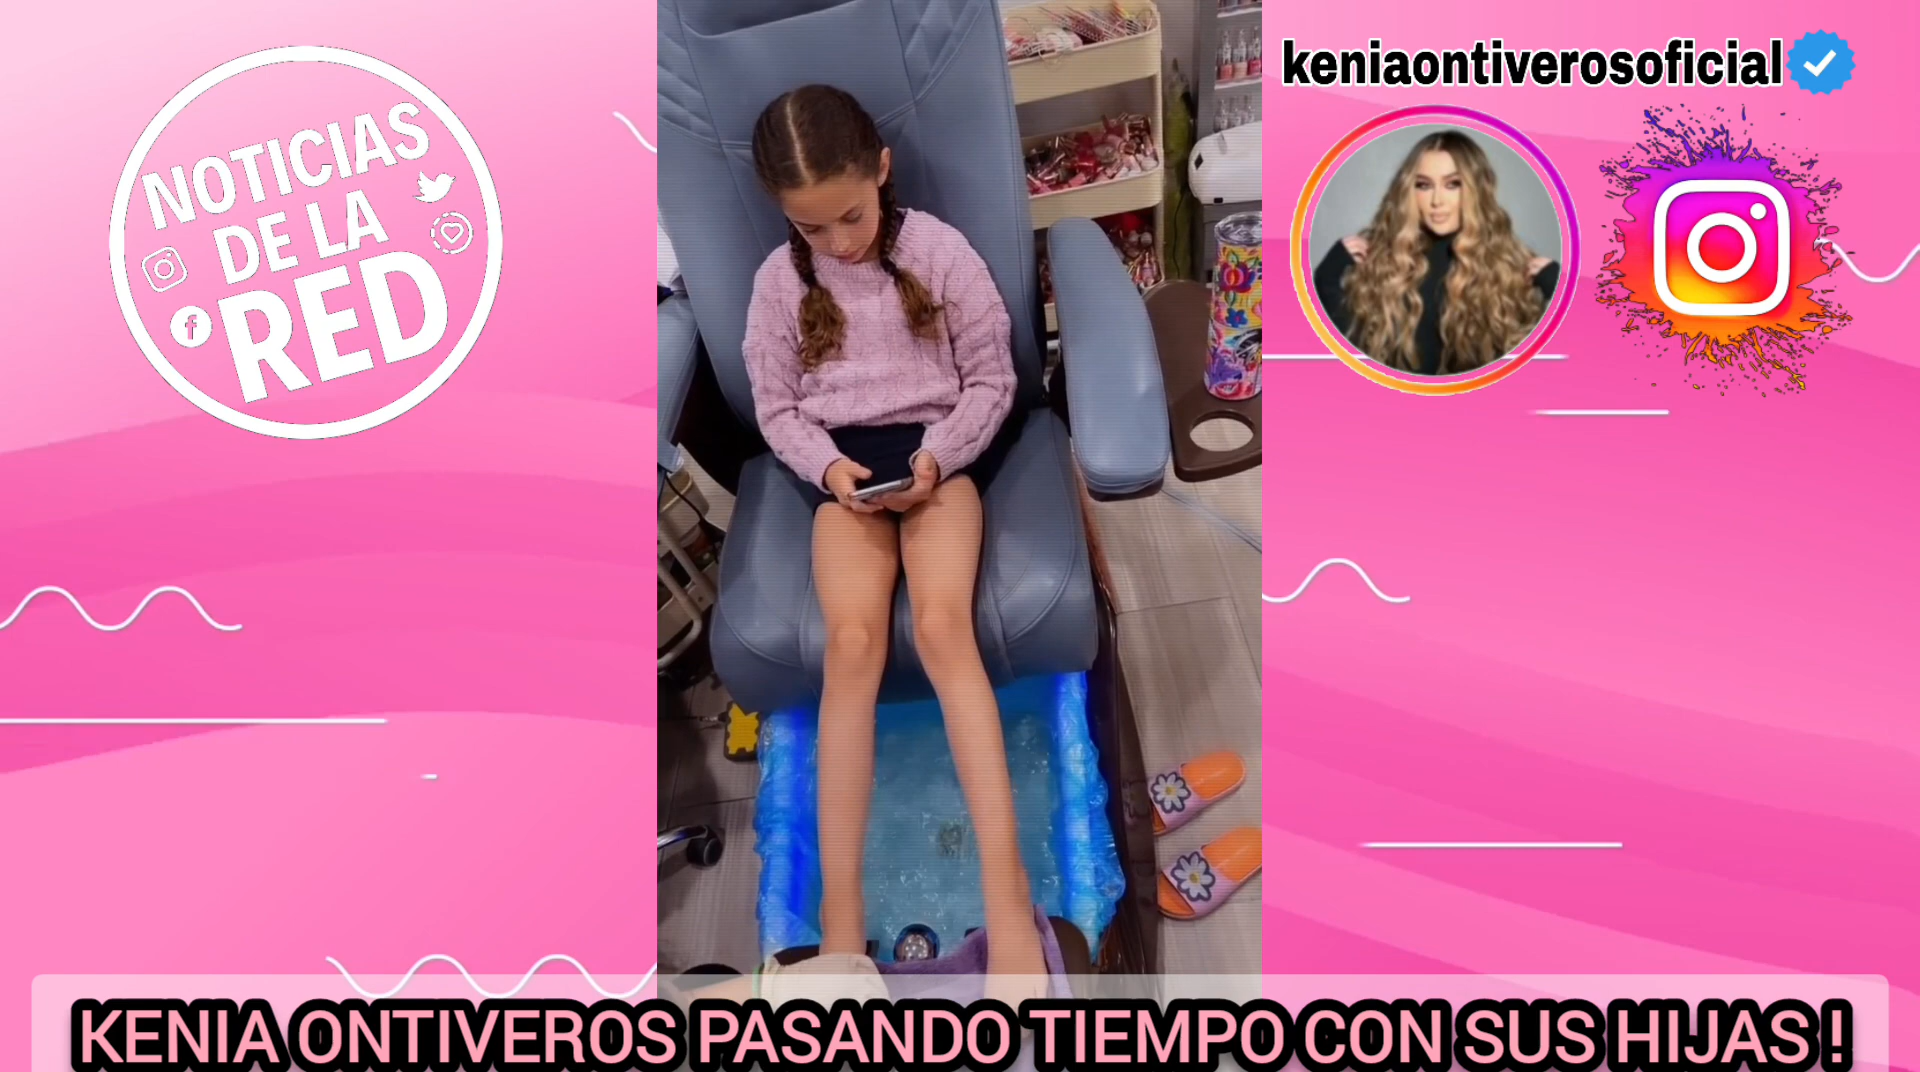 NOTICIAS
DE LA
RED
keniaontiverosoficial
KENIA ONTIVEROS PASANDO TIEMPO CON SUS HIJAS !